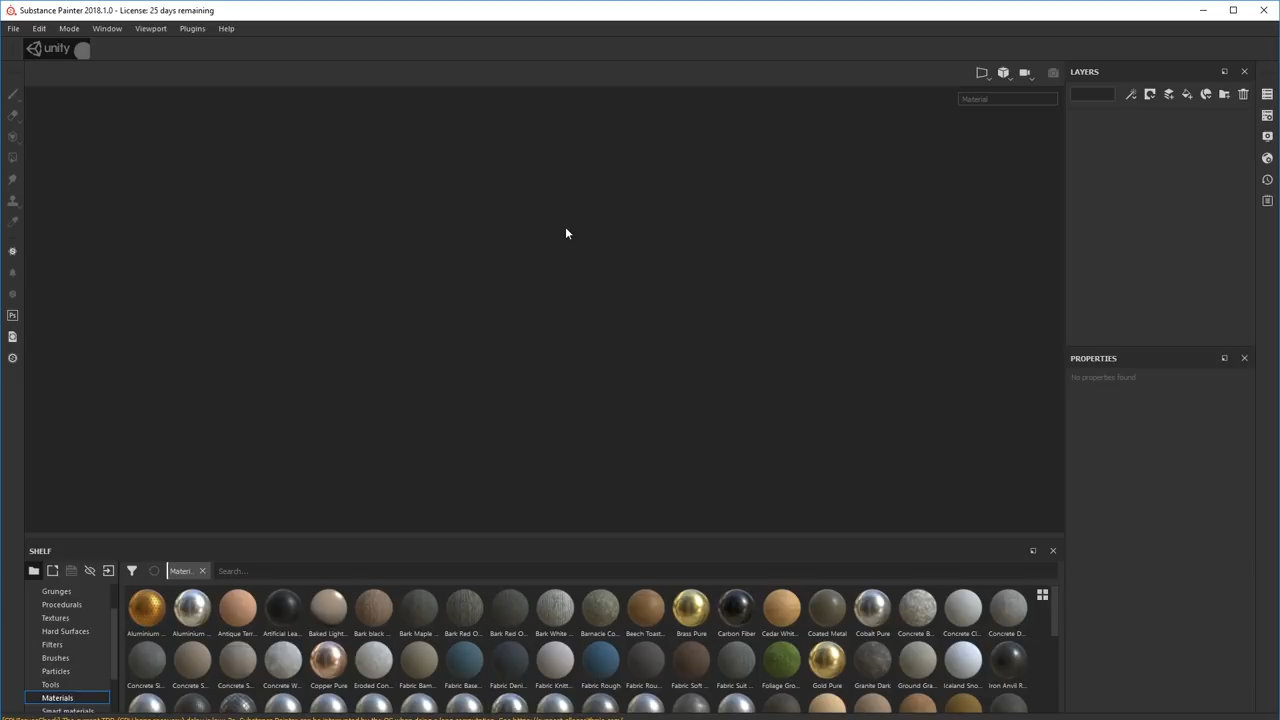 Substance Painter 2018.1.0 - License: 25 days remaining
File Edit Mode Window Viewport Plugins Help
unity
LAYERS
Material
Ps
PROPERTIES
No properties found
SHELF
Materi...
Search...
Grunges
Procedurals
Textures
Hard Surfaces
Filters
Brushes
Particles
Tools
Materials
Smart materials
Aluminium ... Aluminium ... Antique Ter... Artificial Lea... Baked Light... Bark black ... Bark Maple ... Bark Red O... Bark Red O... Bark White ... Barnacle Co... Beech Toast... Brass Pure Carbon Fiber Cedar Whit... Coated Metal Cobalt Pure Concrete B... Concrete Cl... Concrete D...
Concrete Si... Concrete S... Concrete S... Concrete W... Copper Pure Eroded Con... Fabric Bam... Fabric Base... Fabric Deni... Fabric Knitt... Fabric Rough Fabric Rou... Fabric Soft ... Fabric Suit ... Foliage Gro... Gold Pure Granite Dark Ground Gra... Iceland Sno... Iron Anvil R...